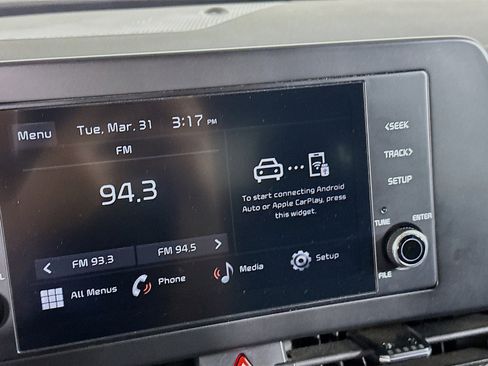 Menu
Tue, Mar. 31 3:17 PM
FM
94.3
To start connecting Android
Auto or Apple CarPlay, press
this widget.
< FM 93.3 FM 94.5 >
All Menus
Phone
Media
Setup
<SEEK
TRACK>
SETUP
TUNE
ENTER
FILE